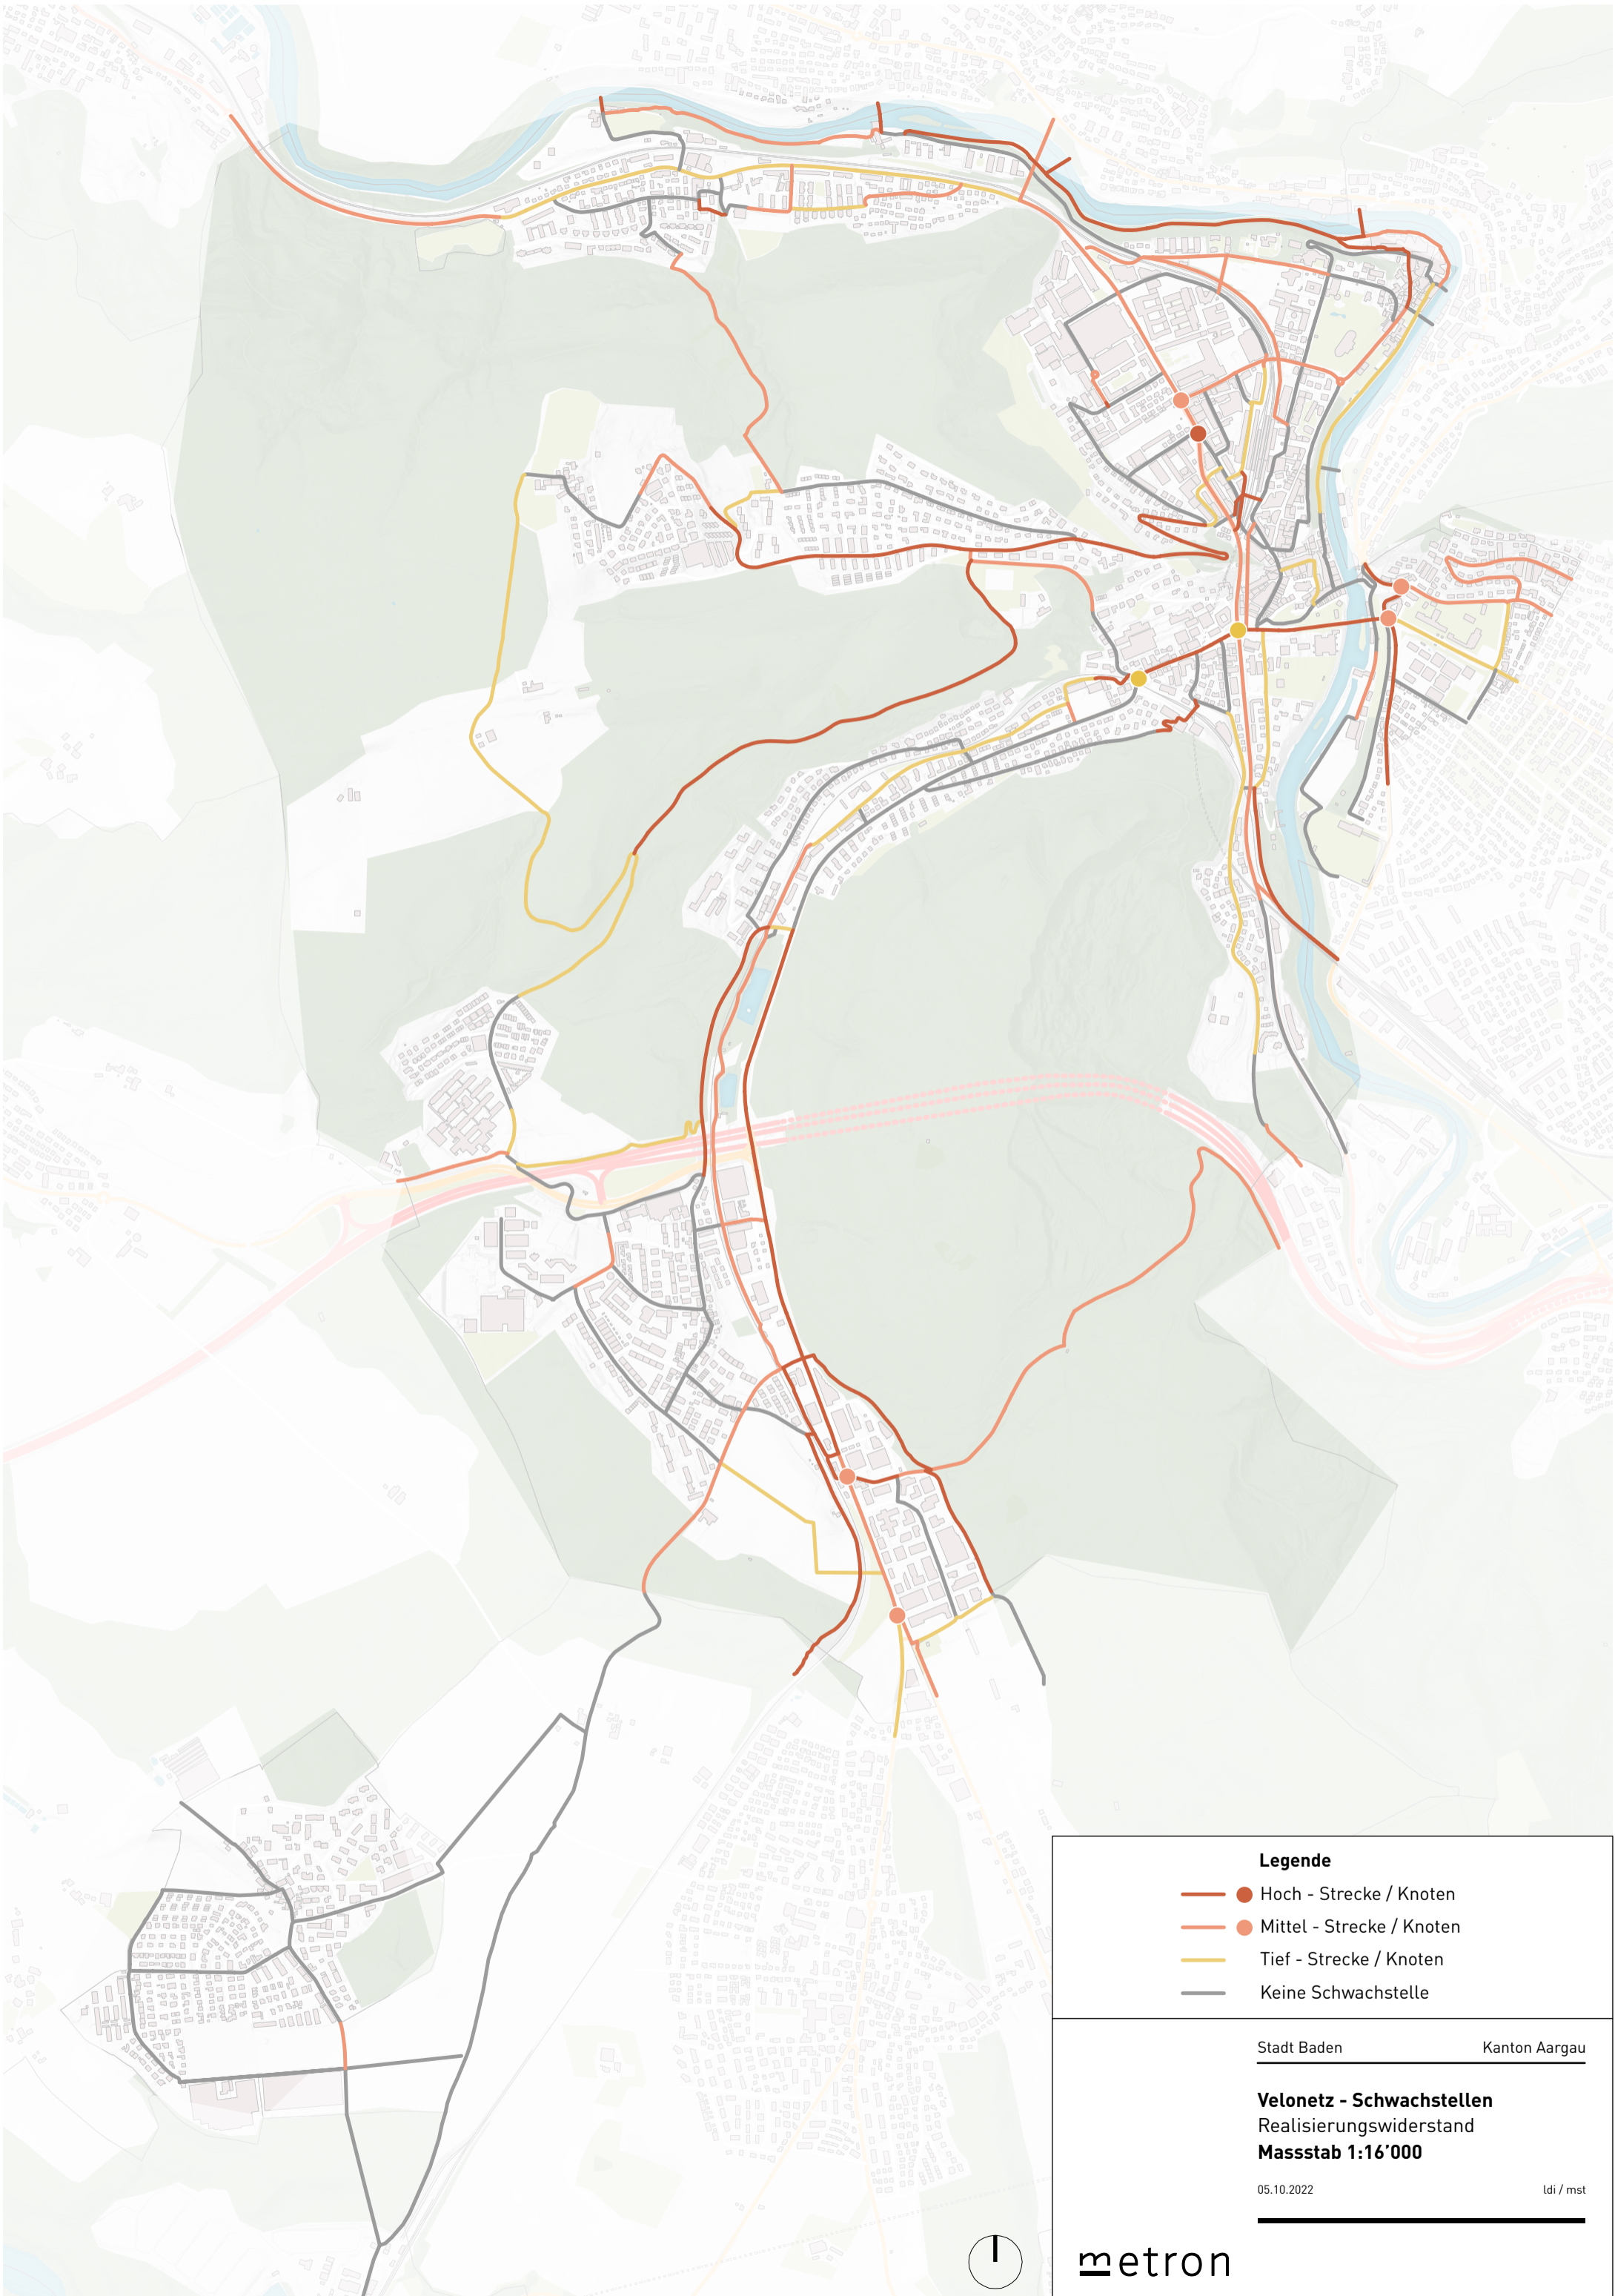 Legende
Hoch - Strecke / Knoten
Mittel - Strecke / Knoten
Tief - Strecke / Knoten
Keine Schwachstelle
Stadt Baden Kanton Aargau
Velonetz - Schwachstellen
Realisierungswiderstand
Massstab 1:16’000
05.10.2022 ldi / mst
metron